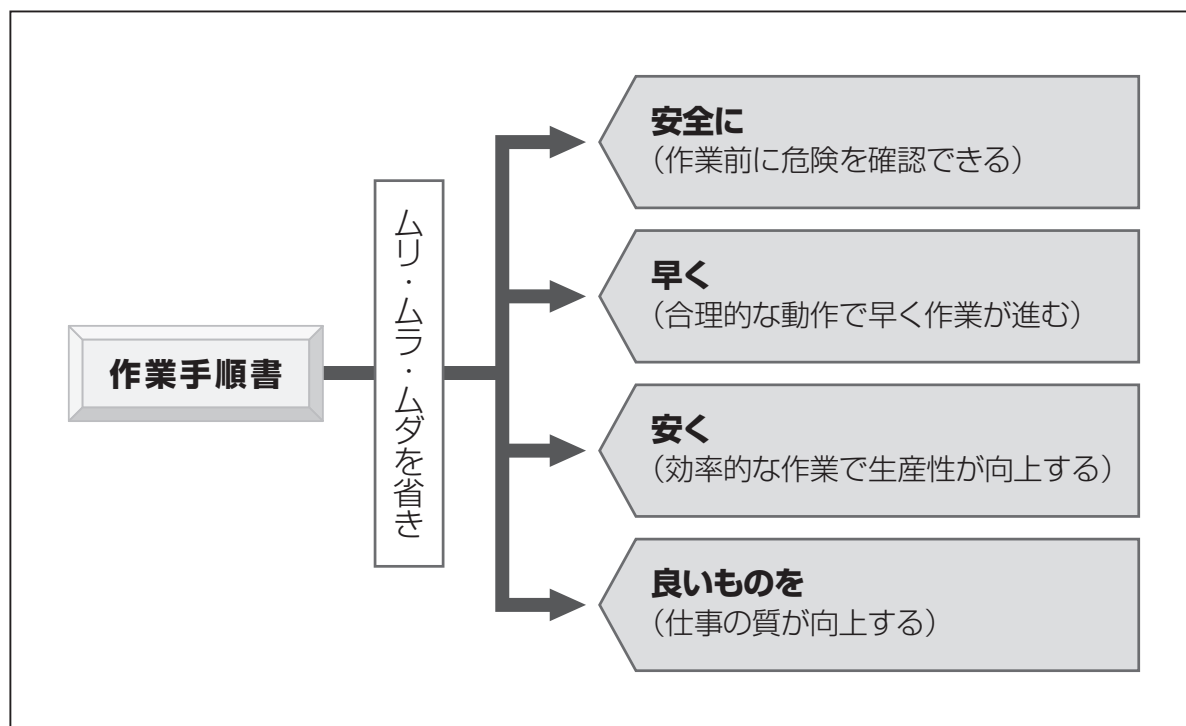 作業手順書
ムリ・ムラ・ムダを省き
安全に
（作業前に危険を確認できる）
早く
（合理的な動作で早く作業が進む）
安く
（効率的な作業で生産性が向上する）
良いものを
（仕事の質が向上する）